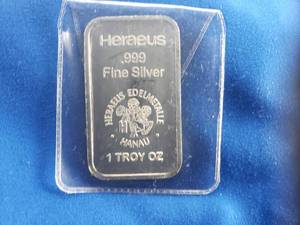 Heraeus
.999
Fine Silver
HERAEUS EDELMETALLE
HANAU
1 TROY OZ